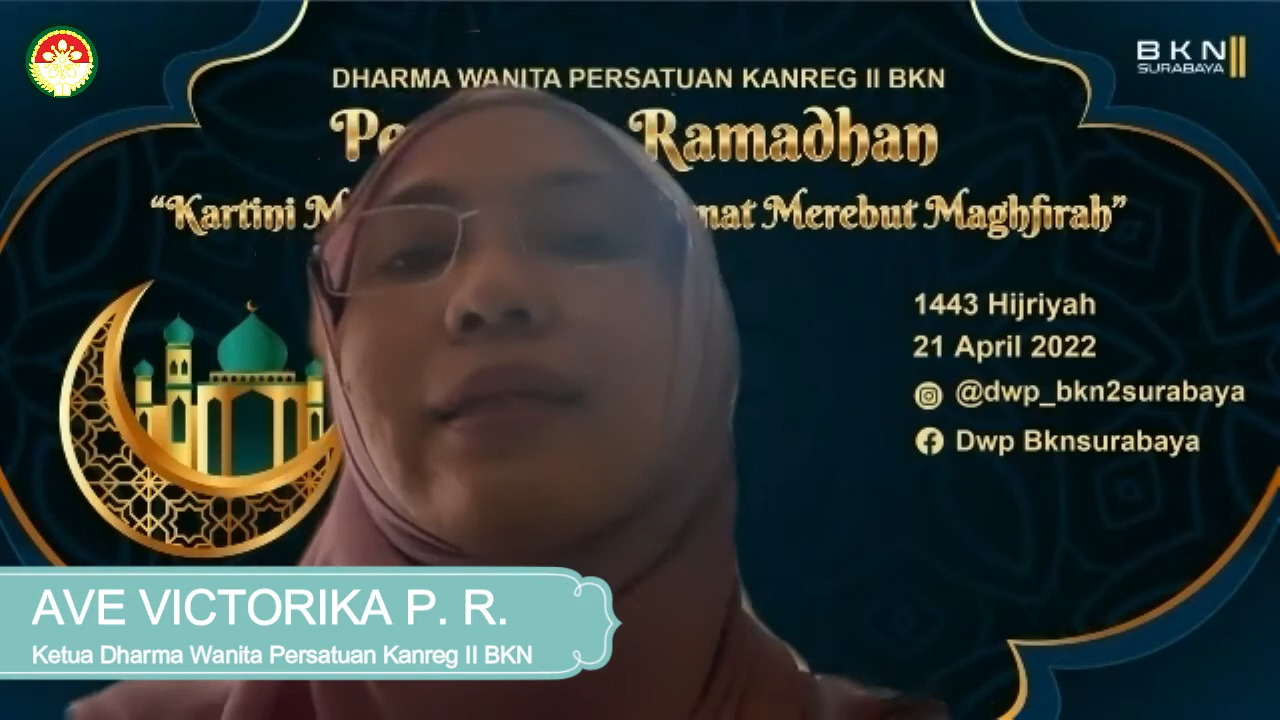 BKN
SURABAYA
DHARMA WANITA PERSATUAN KANREG II BKN
Ramadhan
"Kartini Merebut Maghfirah"
1443 Hijriyah
21 April 2022
@dwp_bkn2surabaya
Dwp Bknsurabaya
AVE VICTORIKA P. R.
Ketua Dharma Wanita Persatuan Kanreg II BKN